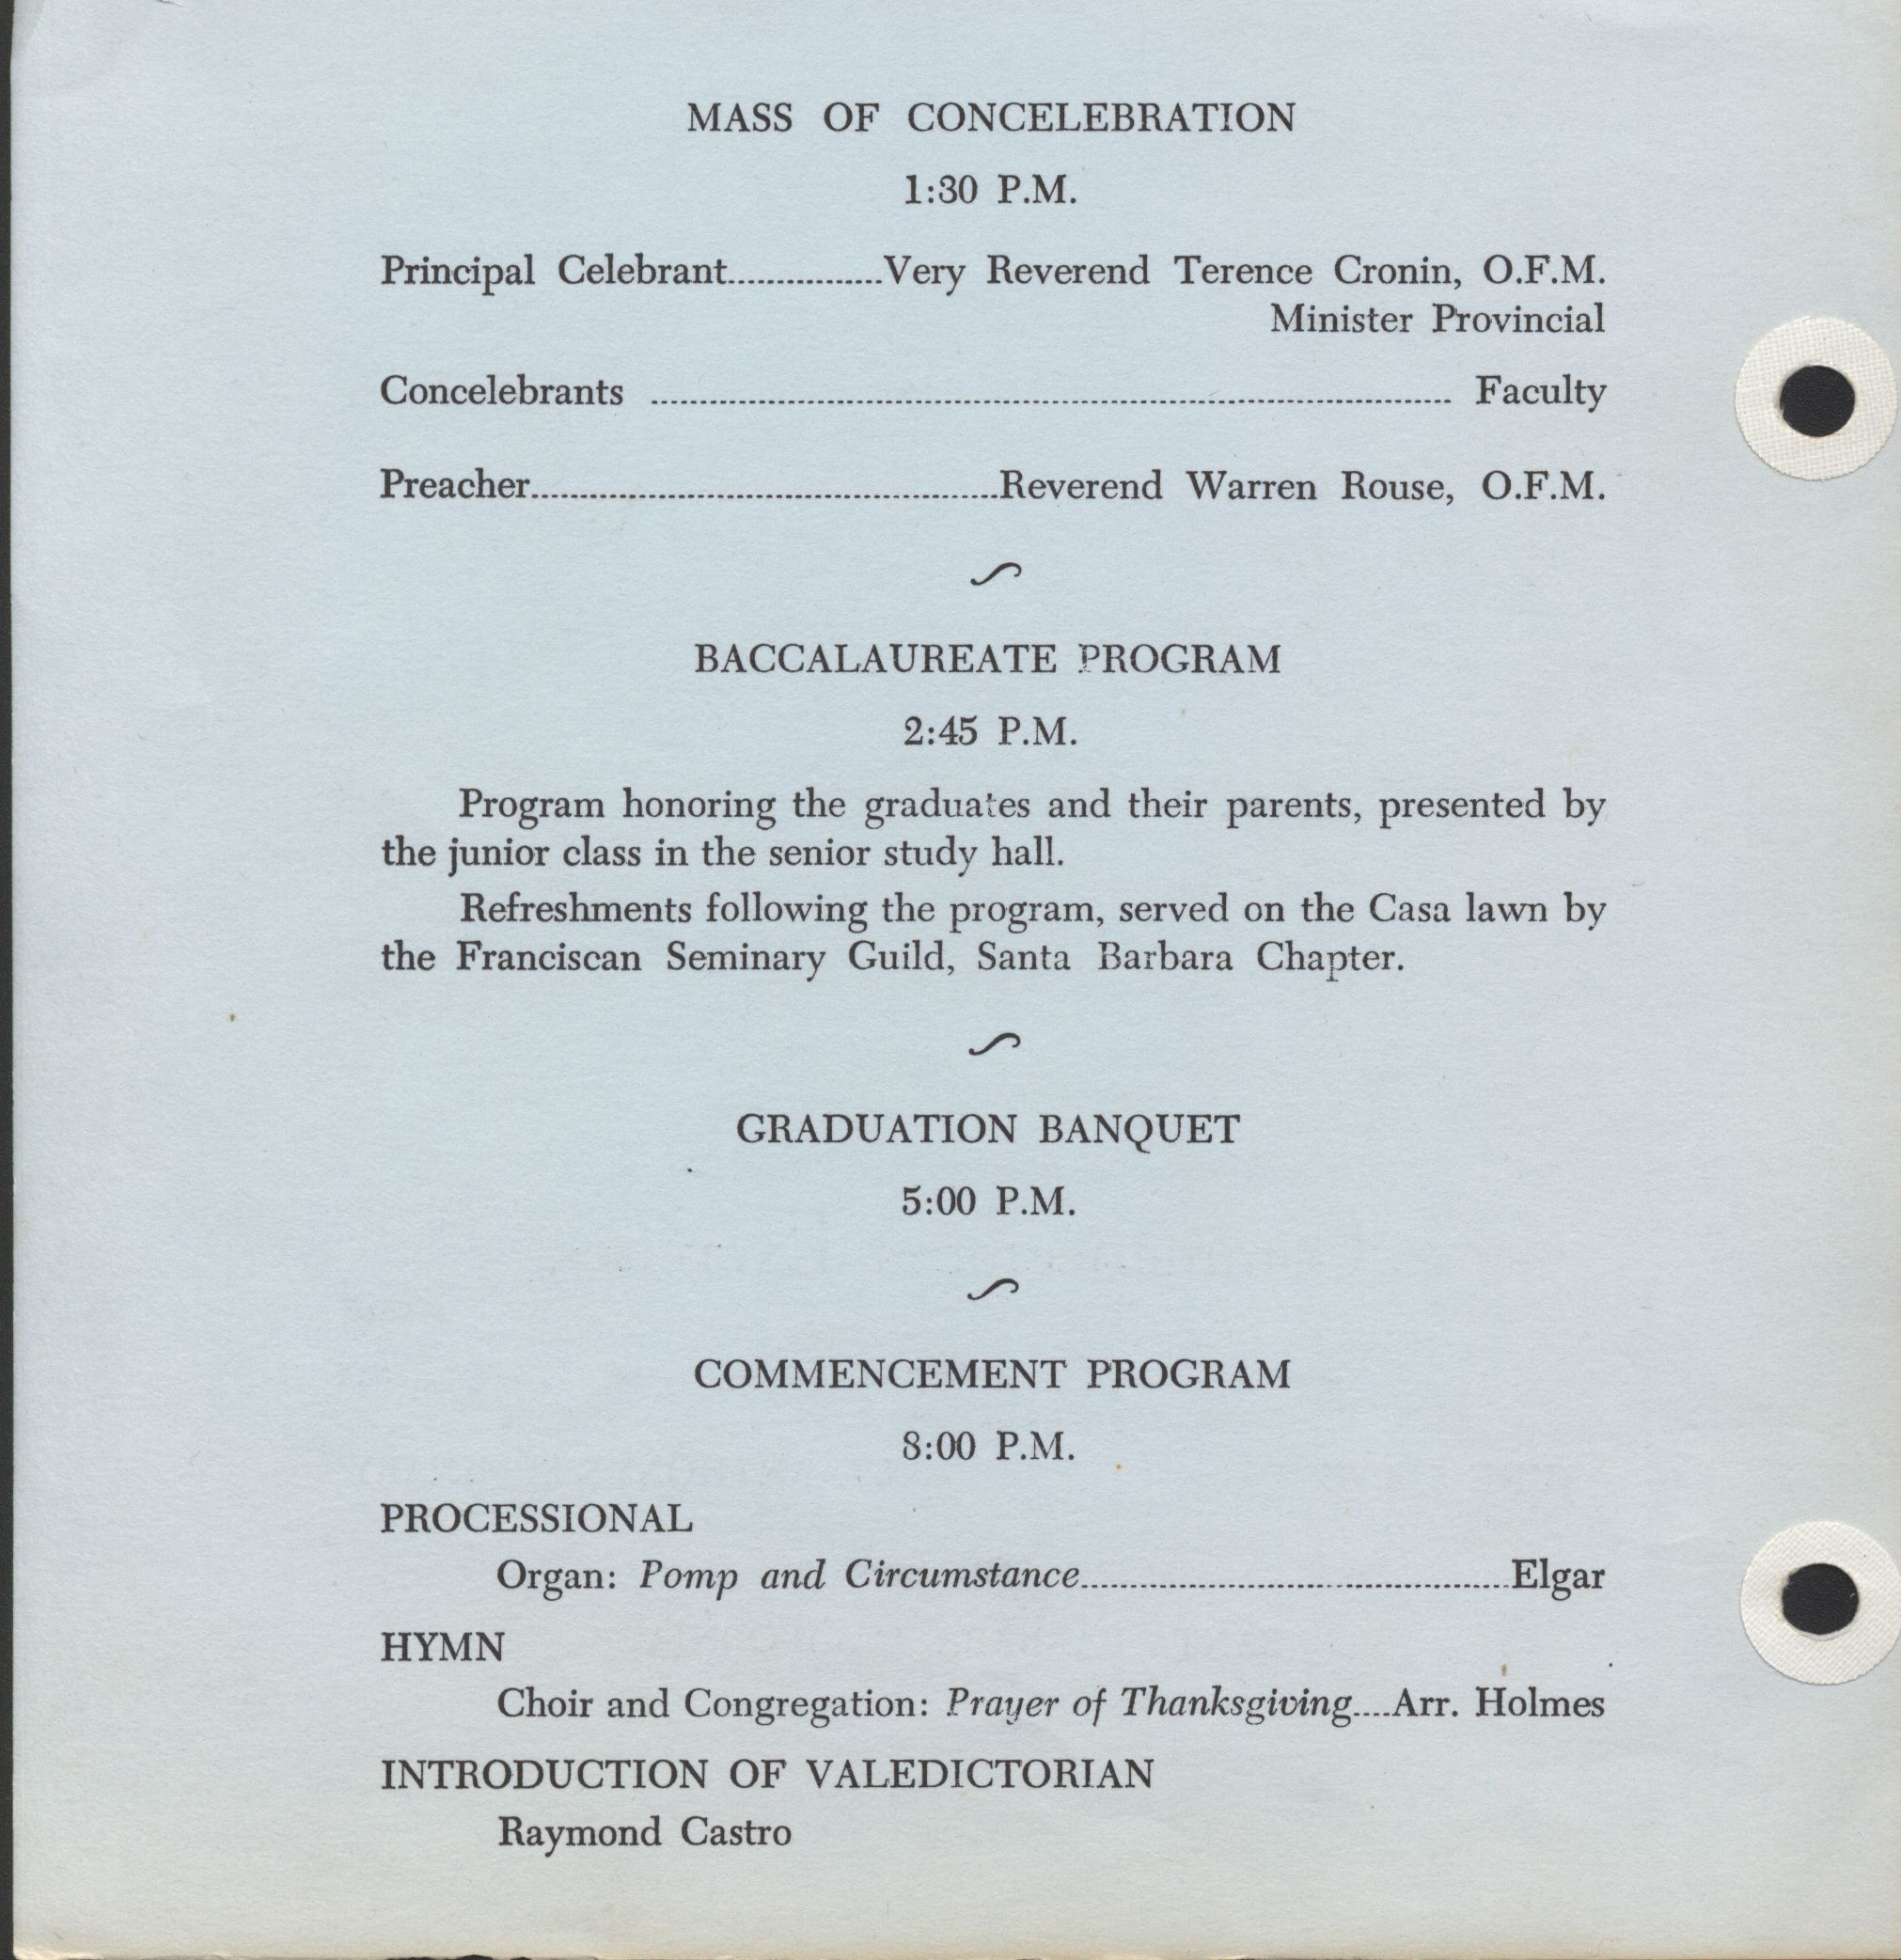 MASS OF CONCELEBRATION
1:30 P.M.
Principal Celebrant................Very Reverend Terence Cronin, O.F.M.
Minister Provincial
Concelebrants ................................................................................ Faculty
Preacher................................................Reverend Warren Rouse, O.F.M.
BACCALAUREATE PROGRAM
2:45 P.M.
Program honoring the graduates and their parents, presented by
the junior class in the senior study hall.
Refreshments following the program, served on the Casa lawn by
the Franciscan Seminary Guild, Santa Barbara Chapter.
GRADUATION BANQUET
5:00 P.M.
COMMENCEMENT PROGRAM
8:00 P.M.
PROCESSIONAL
Organ: Pomp and Circumstance............................................Elgar
HYMN
Choir and Congregation: Prayer of Thanksgiving....Arr. Holmes
INTRODUCTION OF VALEDICTORIAN
Raymond Castro